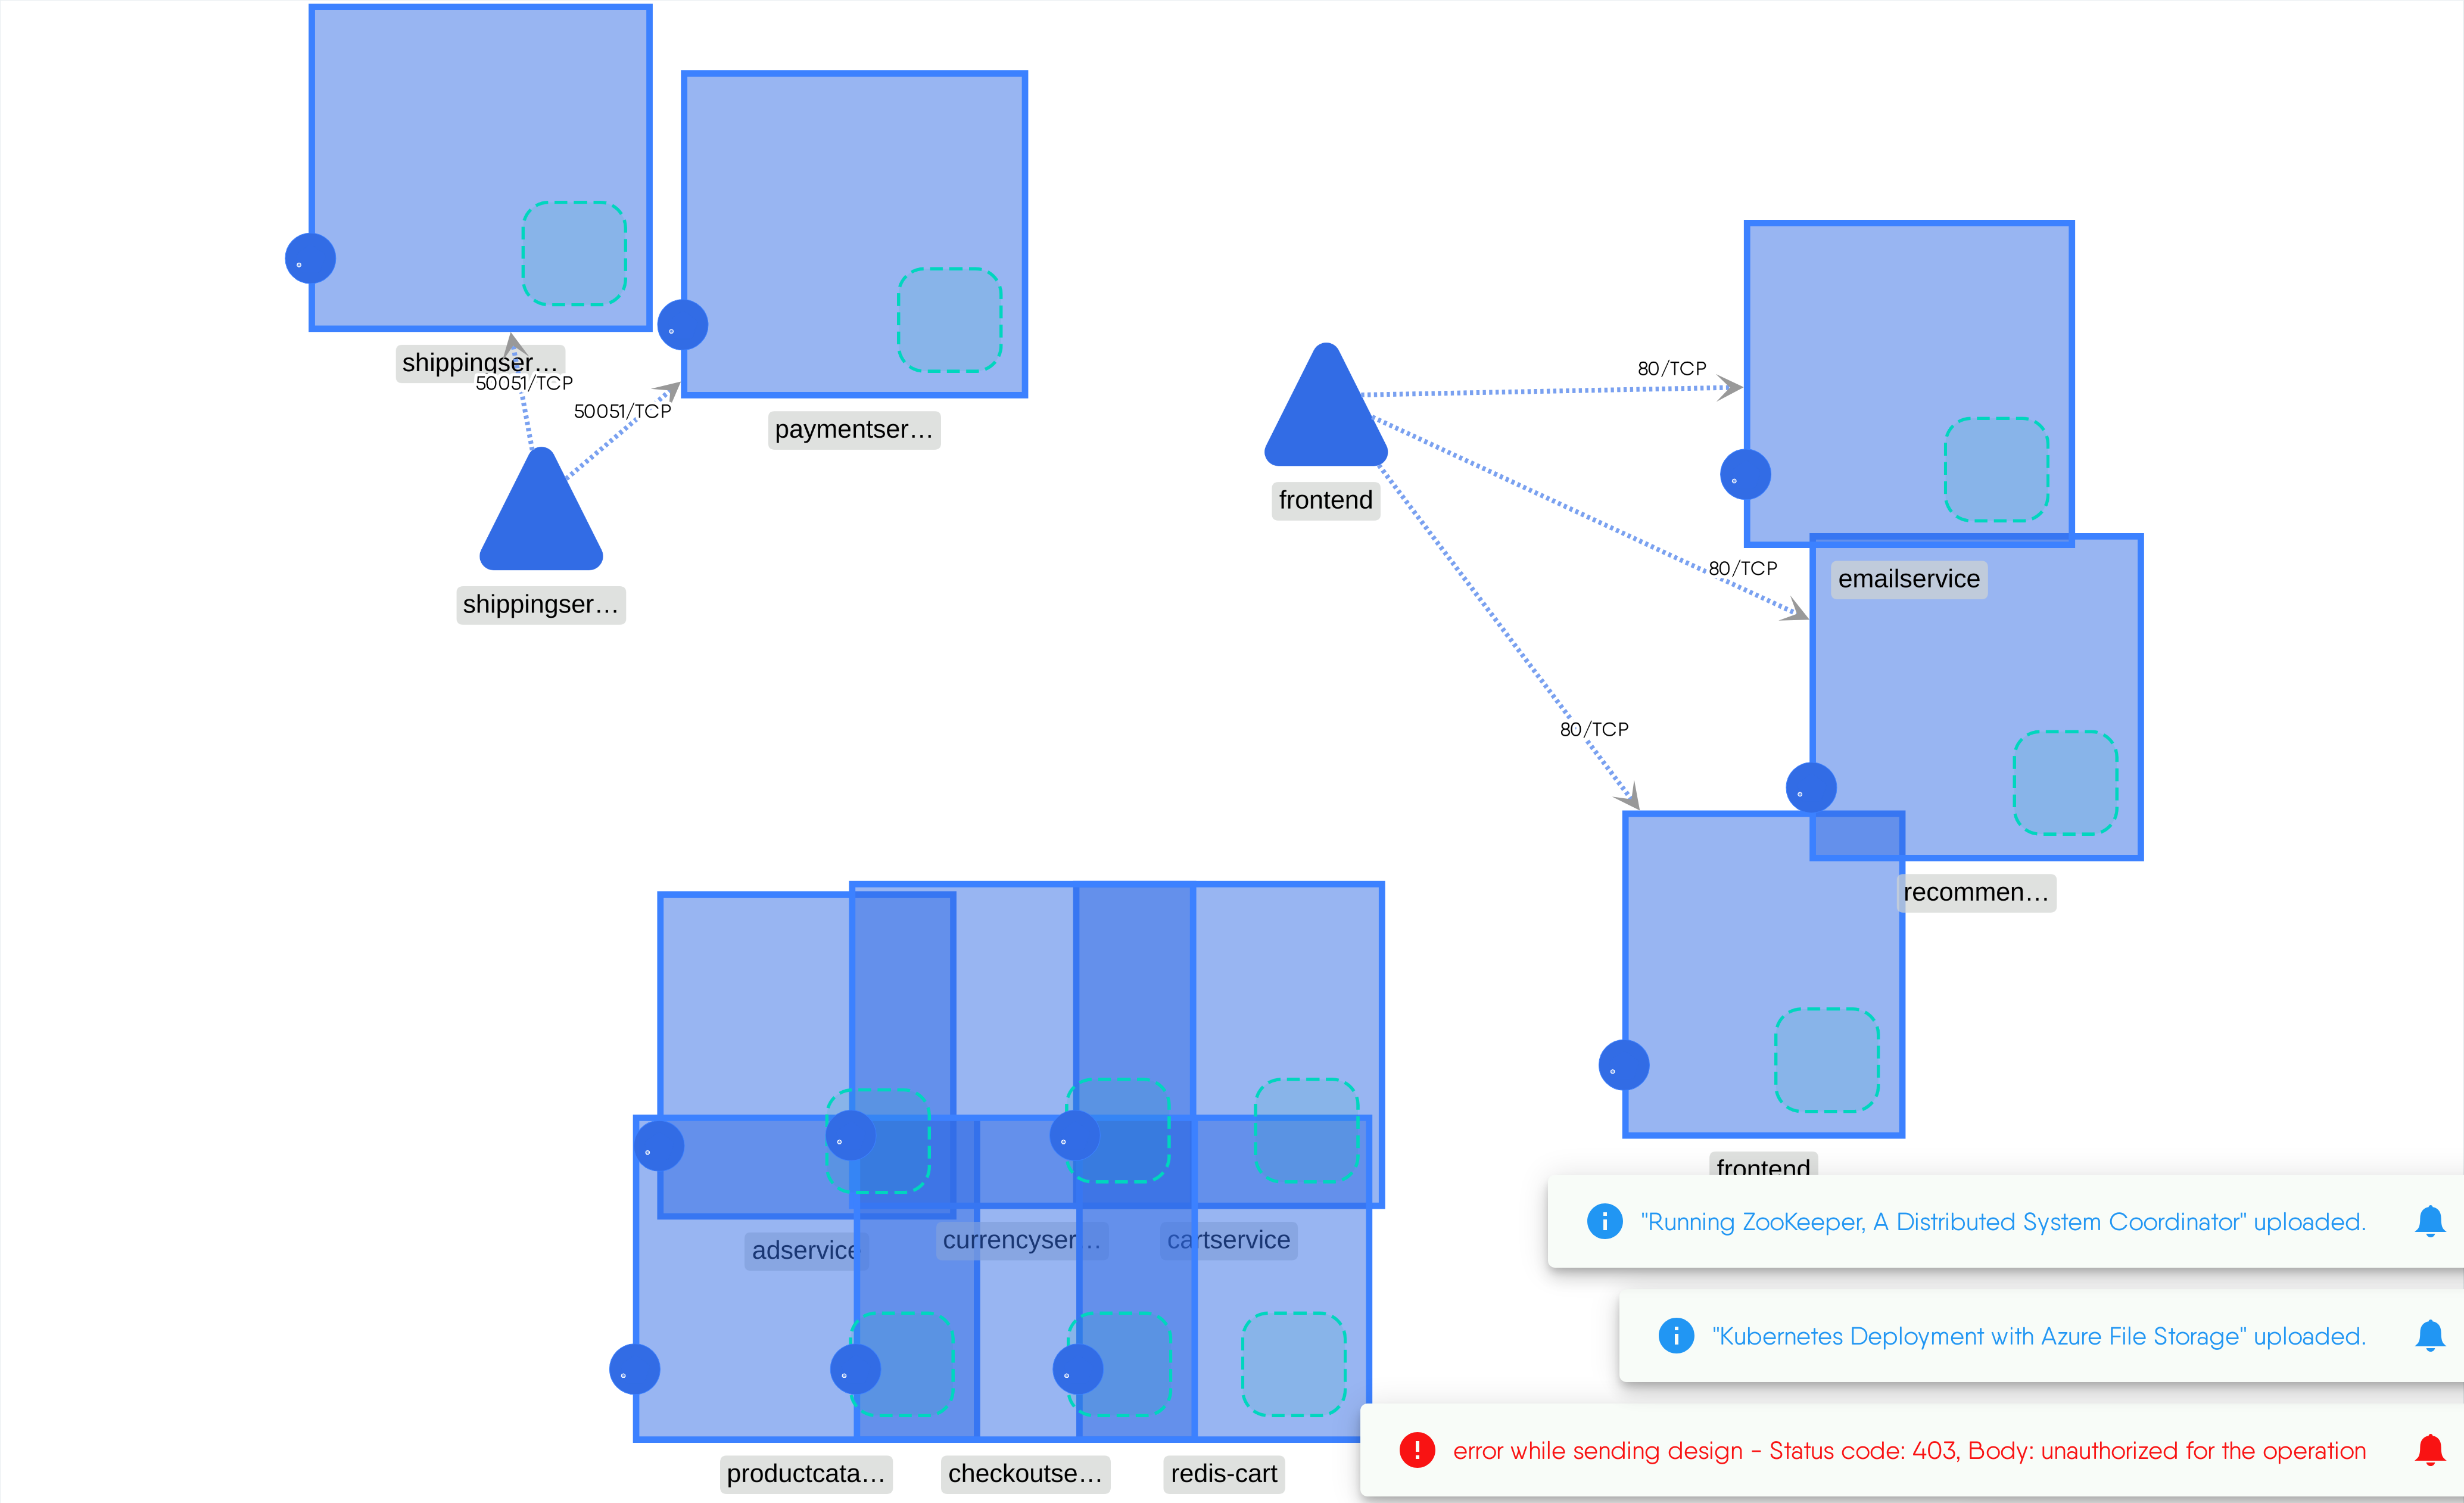 shippingser...
50051/TCP
50051/TCP
paymentser...
shippingser...
80/TCP
frontend
80/TCP
emailservice
80/TCP
recommen...
frontend
adservice
currencyser...
cartservice
productcata...
checkoutse...
redis-cart
"Running ZooKeeper, A Distributed System Coordinator" uploaded.
"Kubernetes Deployment with Azure File Storage" uploaded.
error while sending design - Status code: 403, Body: unauthorized for the operation